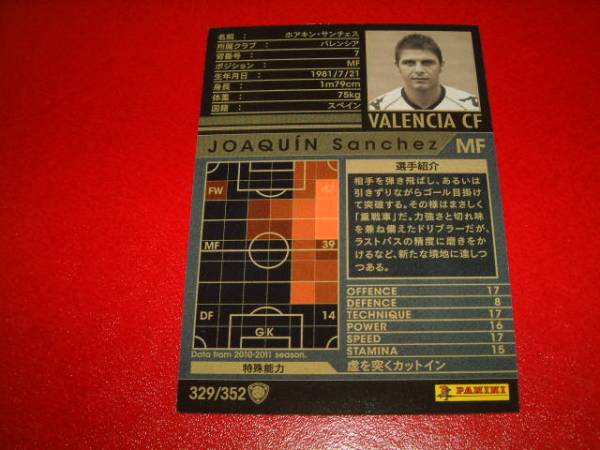 名前 : ホアキン・サンチェス
所属クラブ : バレンシア
背番号 : 7
ポジション : MF
生年月日 : 1981/7/21
身長 : 1m79cm
体重 : 75kg
国籍 : スペイン
VALENCIA CF
JOAQUÍN Sanchez MF
FW 47
MF 39
DF 14
GK
Data from 2010-2011 season.
特殊能力
選手紹介
相手を弾き飛ばし、あるいは
引きずりながらゴール目掛け
て突破する。その様はまさしく
「重戦車」だ。力強さと切れ味
を兼ね備えたドリブラーだが、
ラストパスの精度に磨きをか
けるなど、新たな境地に達しつ
つある。
OFFENCE 17
DEFENCE 8
TECHNIQUE 17
POWER 16
SPEED 17
STAMINA 15
虚を突くカットイン
329/352
PANINI